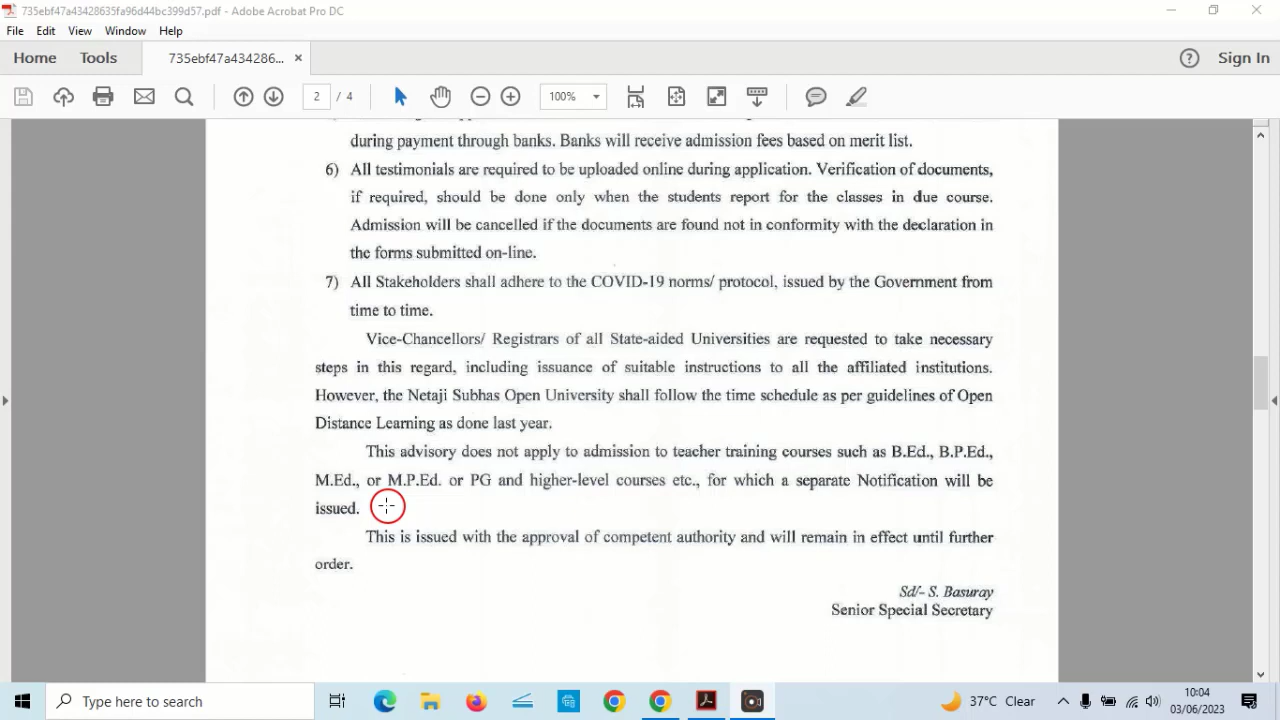 735ebf47a43428635fa96d44bc399d57.pdf - Adobe Acrobat Pro DC
File Edit View Window Help
Home Tools 735ebf47a434286... × Sign In
2 / 4 100%
during payment through banks. Banks will receive admission fees based on merit list.
6) All testimonials are required to be uploaded online during application. Verification of documents,
if required, should be done only when the students report for the classes in due course.
Admission will be cancelled if the documents are found not in conformity with the declaration in
the forms submitted on-line.
7) All Stakeholders shall adhere to the COVID-19 norms/ protocol, issued by the Government from
time to time.
Vice-Chancellors/ Registrars of all State-aided Universities are requested to take necessary
steps in this regard, including issuance of suitable instructions to all the affiliated institutions.
However, the Netaji Subhas Open University shall follow the time schedule as per guidelines of Open
Distance Learning as done last year.
This advisory does not apply to admission to teacher training courses such as B.Ed., B.P.Ed.,
M.Ed., or M.P.Ed. or PG and higher-level courses etc., for which a separate Notification will be
issued.
This is issued with the approval of competent authority and will remain in effect until further
order.
Sd/- S. Basuray
Senior Special Secretary
Type here to search
37°C Clear
10:04
03/06/2023